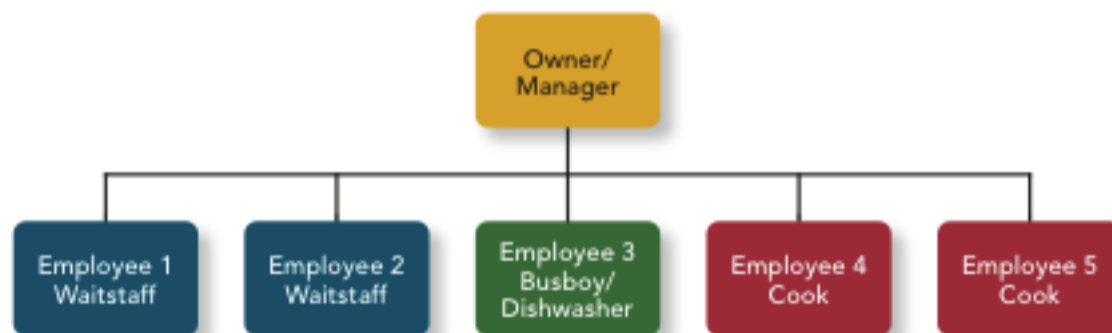 Owner/
Manager
Employee 1
Waitstaff
Employee 2
Waitstaff
Employee 3
Busboy/
Dishwasher
Employee 4
Cook
Employee 5
Cook